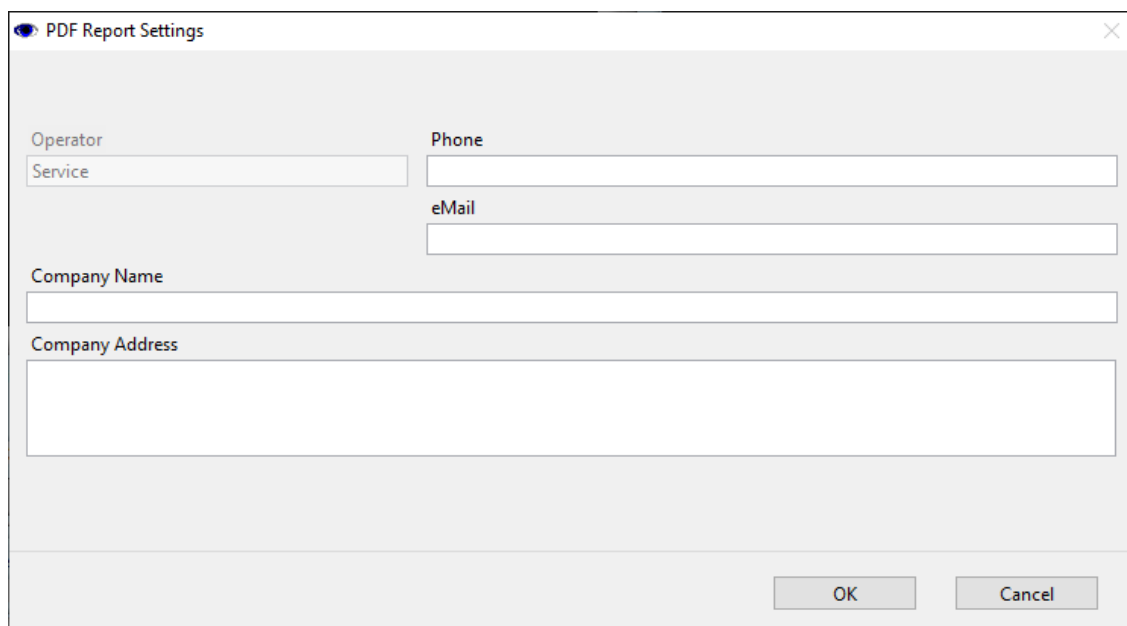 PDF Report Settings
Operator
Phone
Service
eMail
Company Name
Company Address
OK
Cancel